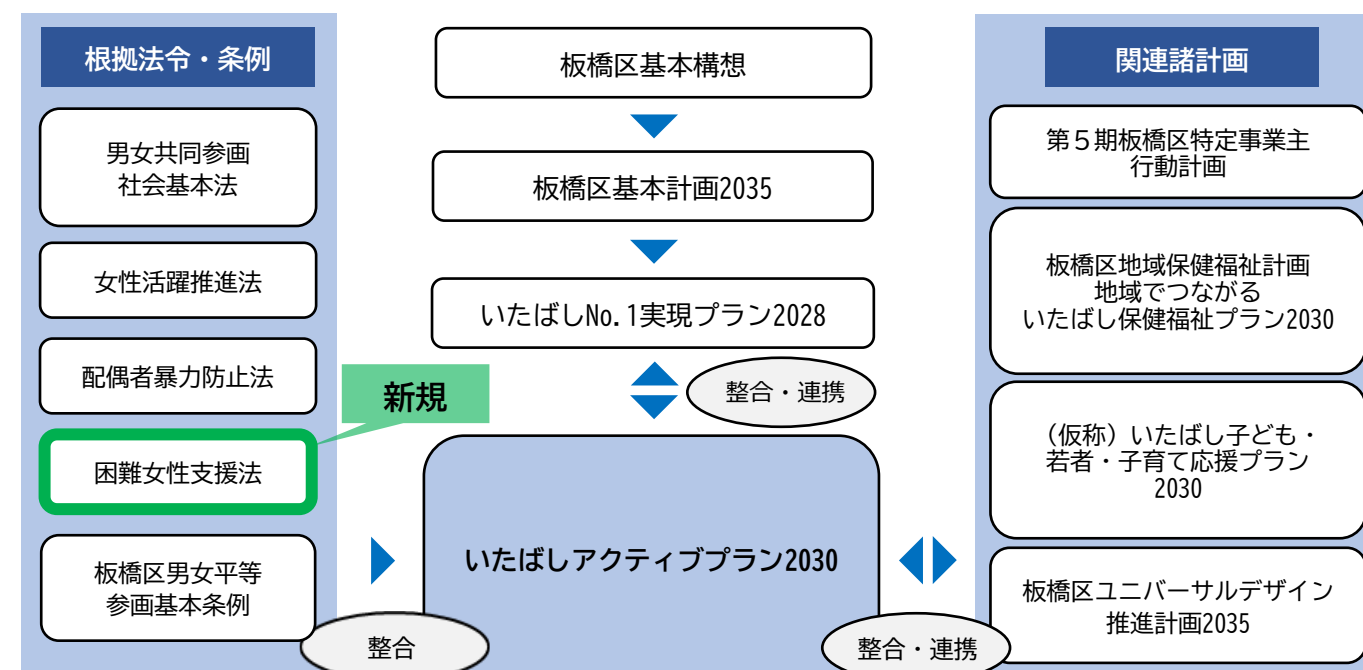 根拠法令・条例
男女共同参画
社会基本法
女性活躍推進法
配偶者暴力防止法
新規
困難女性支援法
板橋区男女平等
参画基本条例
整合
板橋区基本構想
板橋区基本計画2035
いたばしNo.1実現プラン2028
整合・連携
いたばしアクティブプラン2030
整合・連携
関連諸計画
第5期板橋区特定事業主
行動計画
板橋区地域保健福祉計画
地域でつながる
いたばし保健福祉プラン2030
（仮称）いたばし子ども・
若者・子育て応援プラン
2030
板橋区ユニバーサルデザイン
推進計画2035